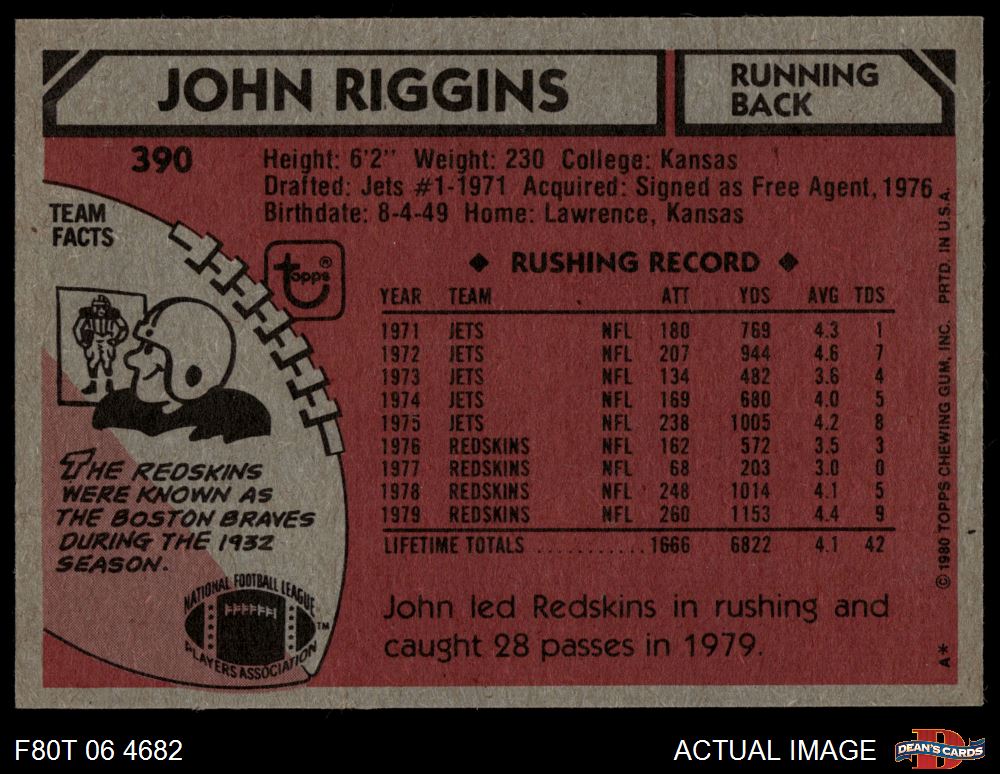 JOHN RIGGINS
RUNNING
BACK
390
Height: 6'2" Weight: 230 College: Kansas
Drafted: Jets #1-1971 Acquired: Signed as Free Agent, 1976
Birthdate: 8-4-49 Home: Lawrence, Kansas
TEAM
FACTS
topps®
THE REDSKINS
WERE KNOWN AS
THE BOSTON BRAVES
DURING THE 1932
SEASON.
NATIONAL FOOTBALL LEAGUE
PLAYERS ASSOCIATION
TM
◆ RUSHING RECORD ◆
YEAR TEAM ATT YDS AVG TDS
1971 JETS NFL 180 769 4.3 1
1972 JETS NFL 207 944 4.6 7
1973 JETS NFL 134 482 3.6 4
1974 JETS NFL 169 680 4.0 5
1975 JETS NFL 238 1005 4.2 8
1976 REDSKINS NFL 162 572 3.5 3
1977 REDSKINS NFL 68 203 3.0 0
1978 REDSKINS NFL 248 1014 4.1 5
1979 REDSKINS NFL 260 1153 4.4 9
LIFETIME TOTALS ........... 1666 6822 4.1 42
John led Redskins in rushing and
caught 28 passes in 1979.
A* © 1980 TOPPS CHEWING GUM, INC. PRTD. IN U.S.A.
F80T 06 4682
ACTUAL IMAGE
D
DEAN'S CARDS